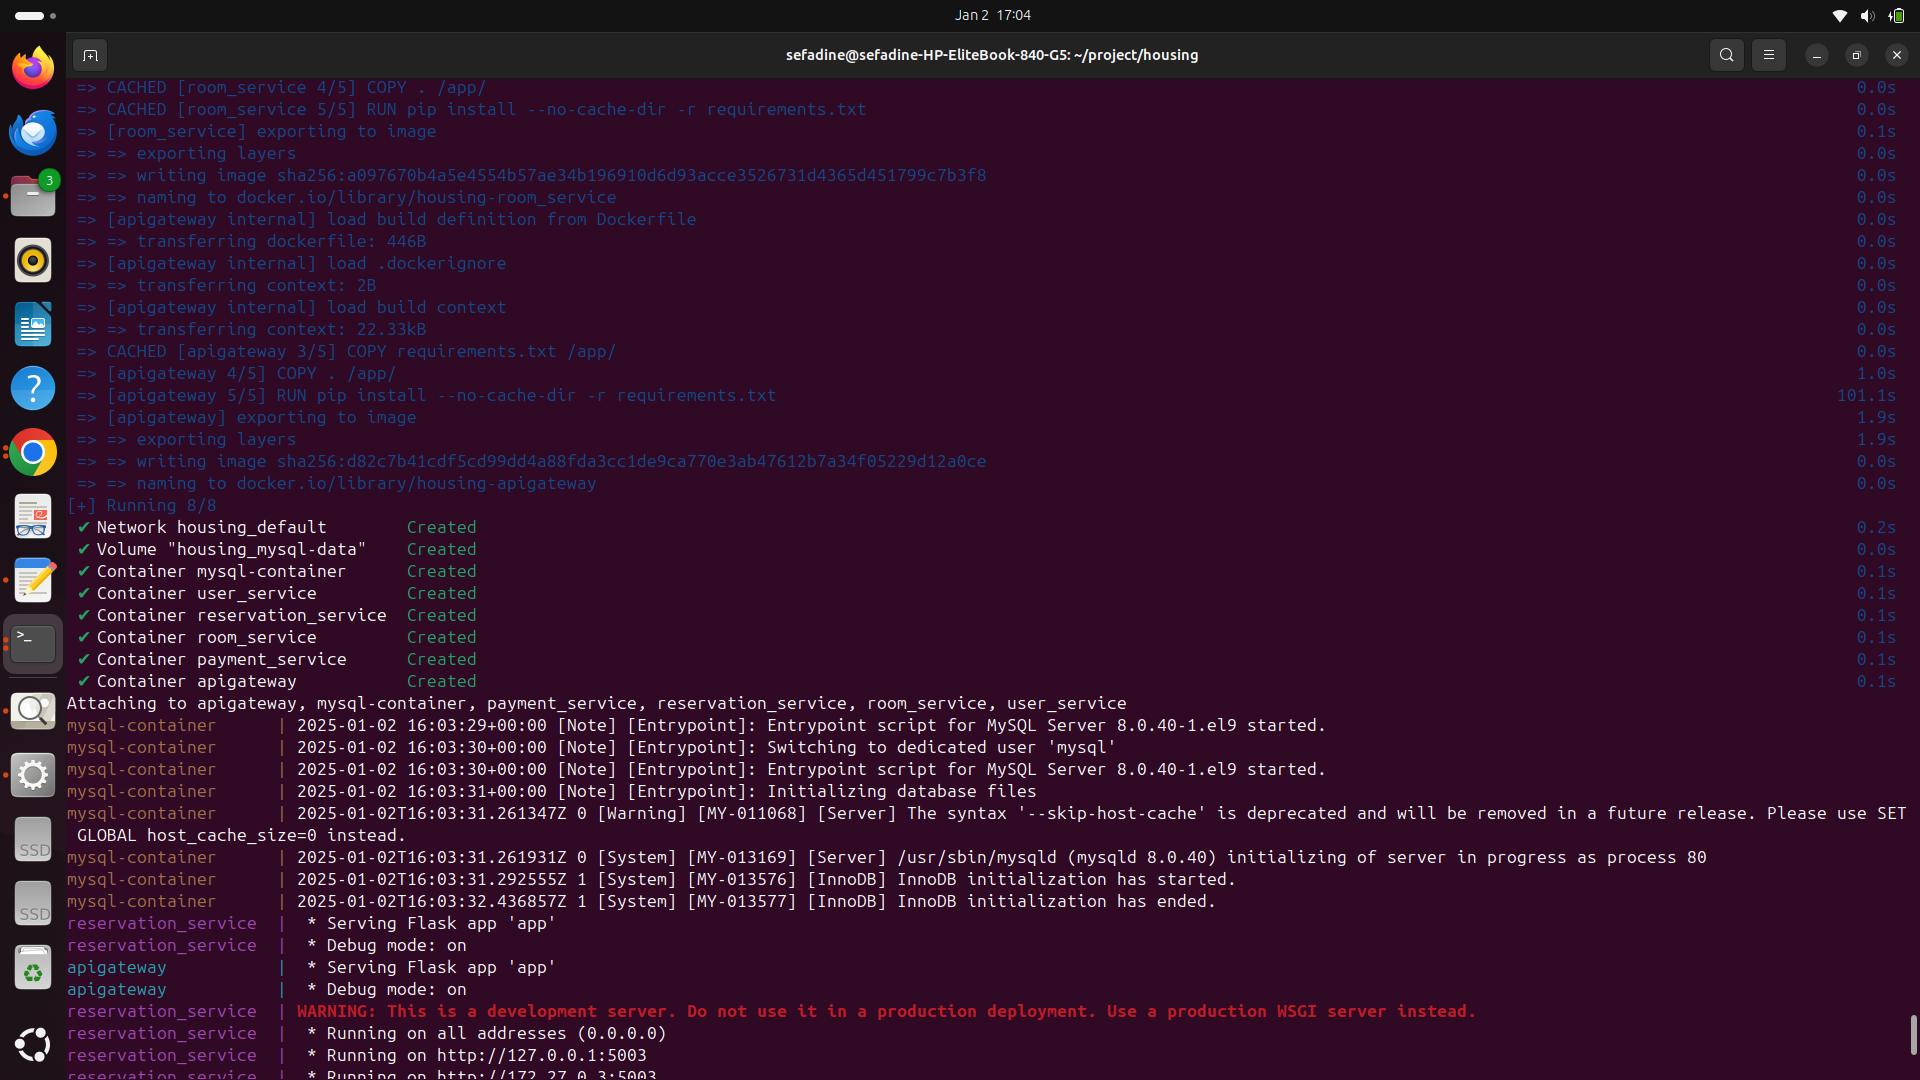 Jan 2 17:04
sefadine@sefadine-HP-EliteBook-840-G5: ~/project/housing
3
=> CACHED [room_service 4/5] COPY . /app/ 0.0s
=> CACHED [room_service 5/5] RUN pip install --no-cache-dir -r requirements.txt 0.0s
=> [room_service] exporting to image 0.1s
=> => exporting layers 0.0s
=> => writing image sha256:a097670b4a5e4554b57ae34b196910d6d93acce3526731d4365d451799c7b3f8 0.0s
=> => naming to docker.io/library/housing-room_service 0.0s
=> [apigateway internal] load build definition from Dockerfile 0.0s
=> => transferring dockerfile: 446B 0.0s
=> [apigateway internal] load .dockerignore 0.0s
=> => transferring context: 2B 0.0s
=> [apigateway internal] load build context 0.0s
=> => transferring context: 22.33kB 0.0s
=> CACHED [apigateway 3/5] COPY requirements.txt /app/ 0.0s
=> [apigateway 4/5] COPY . /app/ 1.0s
=> [apigateway 5/5] RUN pip install --no-cache-dir -r requirements.txt 101.1s
=> [apigateway] exporting to image 1.9s
=> => exporting layers 1.9s
=> => writing image sha256:d82c7b41cdf5cd99dd4a88fda3cc1de9ca770e3ab47612b7a34f05229d12a0ce 0.0s
=> => naming to docker.io/library/housing-apigateway 0.0s
[+] Running 8/8
✔ Network housing_default Created 0.2s
✔ Volume "housing_mysql-data" Created 0.0s
✔ Container mysql-container Created 0.1s
✔ Container user_service Created 0.1s
✔ Container reservation_service Created 0.1s
✔ Container room_service Created 0.1s
✔ Container payment_service Created 0.1s
✔ Container apigateway Created 0.1s
Attaching to apigateway, mysql-container, payment_service, reservation_service, room_service, user_service
mysql-container | 2025-01-02 16:03:29+00:00 [Note] [Entrypoint]: Entrypoint script for MySQL Server 8.0.40-1.el9 started.
mysql-container | 2025-01-02 16:03:30+00:00 [Note] [Entrypoint]: Switching to dedicated user 'mysql'
mysql-container | 2025-01-02 16:03:30+00:00 [Note] [Entrypoint]: Entrypoint script for MySQL Server 8.0.40-1.el9 started.
mysql-container | 2025-01-02 16:03:31+00:00 [Note] [Entrypoint]: Initializing database files
mysql-container | 2025-01-02T16:03:31.261347Z 0 [Warning] [MY-011068] [Server] The syntax '--skip-host-cache' is deprecated and will be removed in a future release. Please use SET
GLOBAL host_cache_size=0 instead.
mysql-container | 2025-01-02T16:03:31.261931Z 0 [System] [MY-013169] [Server] /usr/sbin/mysqld (mysqld 8.0.40) initializing of server in progress as process 80
mysql-container | 2025-01-02T16:03:31.292555Z 1 [System] [MY-013576] [InnoDB] InnoDB initialization has started.
mysql-container | 2025-01-02T16:03:32.436857Z 1 [System] [MY-013577] [InnoDB] InnoDB initialization has ended.
reservation_service | * Serving Flask app 'app'
reservation_service | * Debug mode: on
apigateway | * Serving Flask app 'app'
apigateway | * Debug mode: on
reservation_service | WARNING: This is a development server. Do not use it in a production deployment. Use a production WSGI server instead.
reservation_service | * Running on all addresses (0.0.0.0)
reservation_service | * Running on http://127.0.0.1:5003
reservation_service | * Running on http://172.27.0.3:5003
SSD
SSD